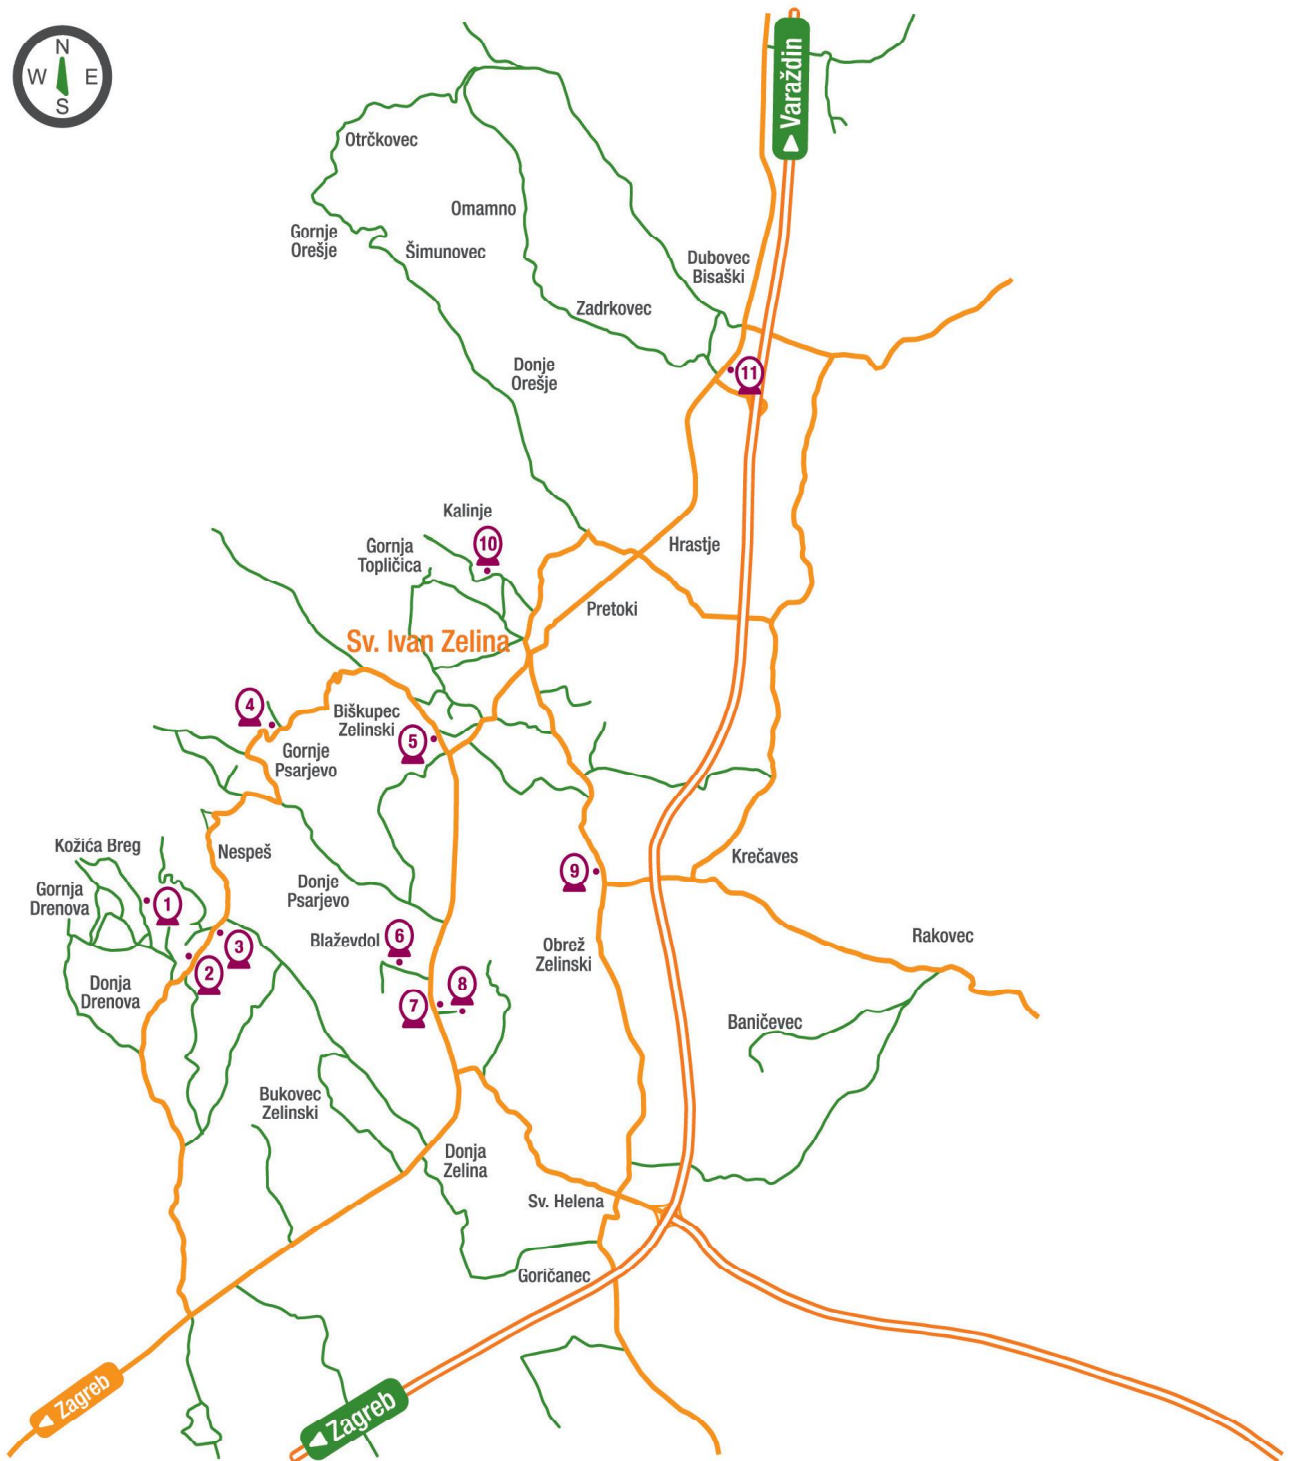 N
W E
S
Varaždin
Otrčkovec
Omamno
Gornje
Orešje
Šimunovec
Dubovec
Bisaški
Zadrkovec
Donje
Orešje
11
Kalinje
10
Gornja
Topličica
Hrastje
Pretoki
Sv. Ivan Zelina
4
Biškupec
Zelinski
5
Gornje
Psarjevo
Kožića Breg
Nespeš
Krečaves
9
Gornja
Drenova
1
Donje
Psarjevo
Blaževdol
6
3
2
Obrež
Zelinski
Rakovec
Donja
Drenova
8
7
Baničevec
Bukovec
Zelinski
Donja
Zelina
Sv. Helena
Goričanec
Zagreb
Zagreb